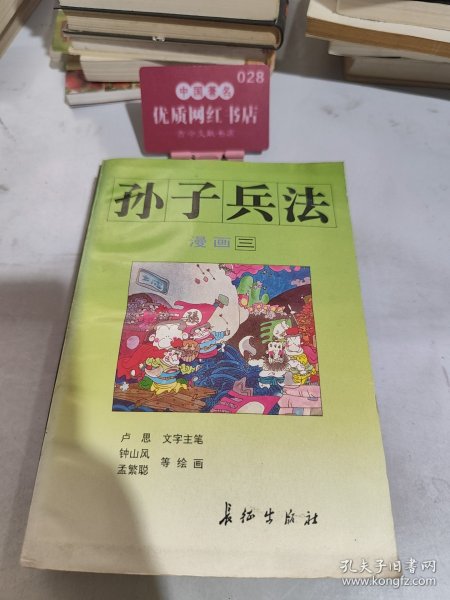 028
中国著名
优质网红书店
孙子兵法
漫画三
卢思 文字主笔
钟山风
孟繁聪 等绘画
长征出版社
孔夫子旧书网
www.kongfz.com